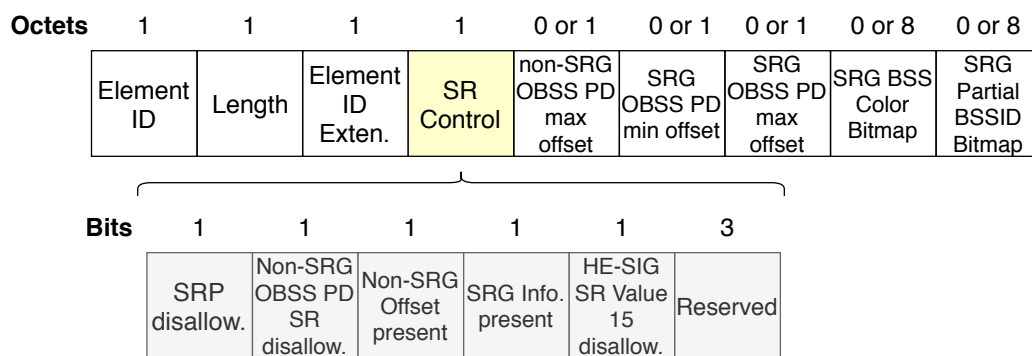 Octets 1 1 1 1 0 or 1 0 or 1 0 or 1 0 or 8 0 or 8
Element
ID
Length
Element
ID
Exten.
SR
Control
non-SRG
OBSS PD
max
offset
SRG
OBSS PD
min offset
SRG
OBSS PD
max
offset
SRG BSS
Color
Bitmap
SRG
Partial
BSSID
Bitmap
Bits 1 1 1 1 1 3
SRP
disallow.
Non-SRG
OBSS PD
SR
disallow.
Non-SRG
Offset
present
SRG Info.
present
HE-SIG
SR Value
15
disallow.
Reserved